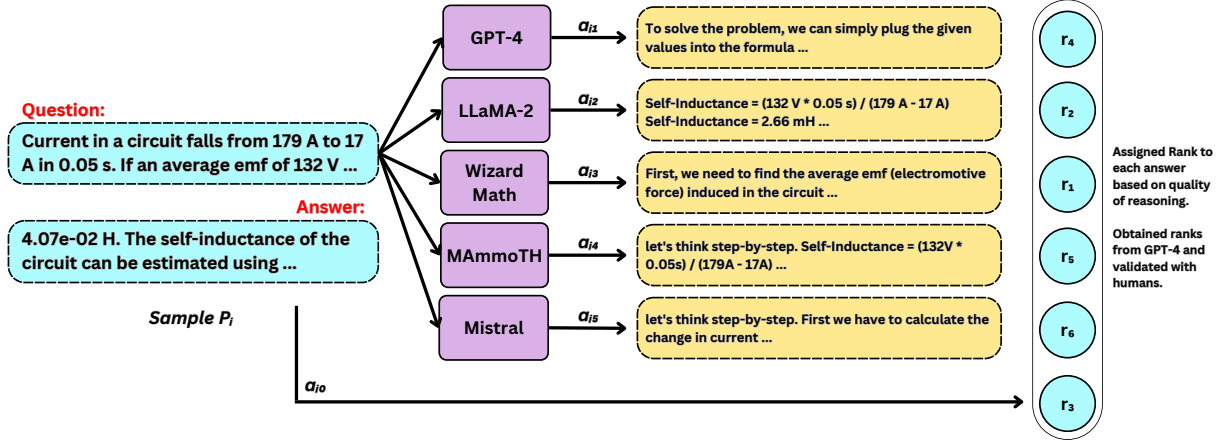 Question:
Current in a circuit falls from 179 A to 17
A in 0.05 s. If an average emf of 132 V ...
Answer:
4.07e-02 H. The self-inductance of the
circuit can be estimated using ...
Sample Pi
GPT-4
LLaMA-2
Wizard
Math
MAmmoTH
Mistral
ai1
ai2
ai3
ai4
ai5
ai0
To solve the problem, we can simply plug the given
values into the formula ...
Self-Inductance = (132 V * 0.05 s) / (179 A - 17 A)
Self-Inductance = 2.66 mH ...
First, we need to find the average emf (electromotive
force) induced in the circuit ...
let's think step-by-step. Self-Inductance = (132V *
0.05s) / (179A - 17A) ...
let's think step-by-step. First we have to calculate the
change in current ...
r4
r2
r1
r5
r6
r3
Assigned Rank to
each answer
based on quality
of reasoning.
Obtained ranks
from GPT-4 and
validated with
humans.